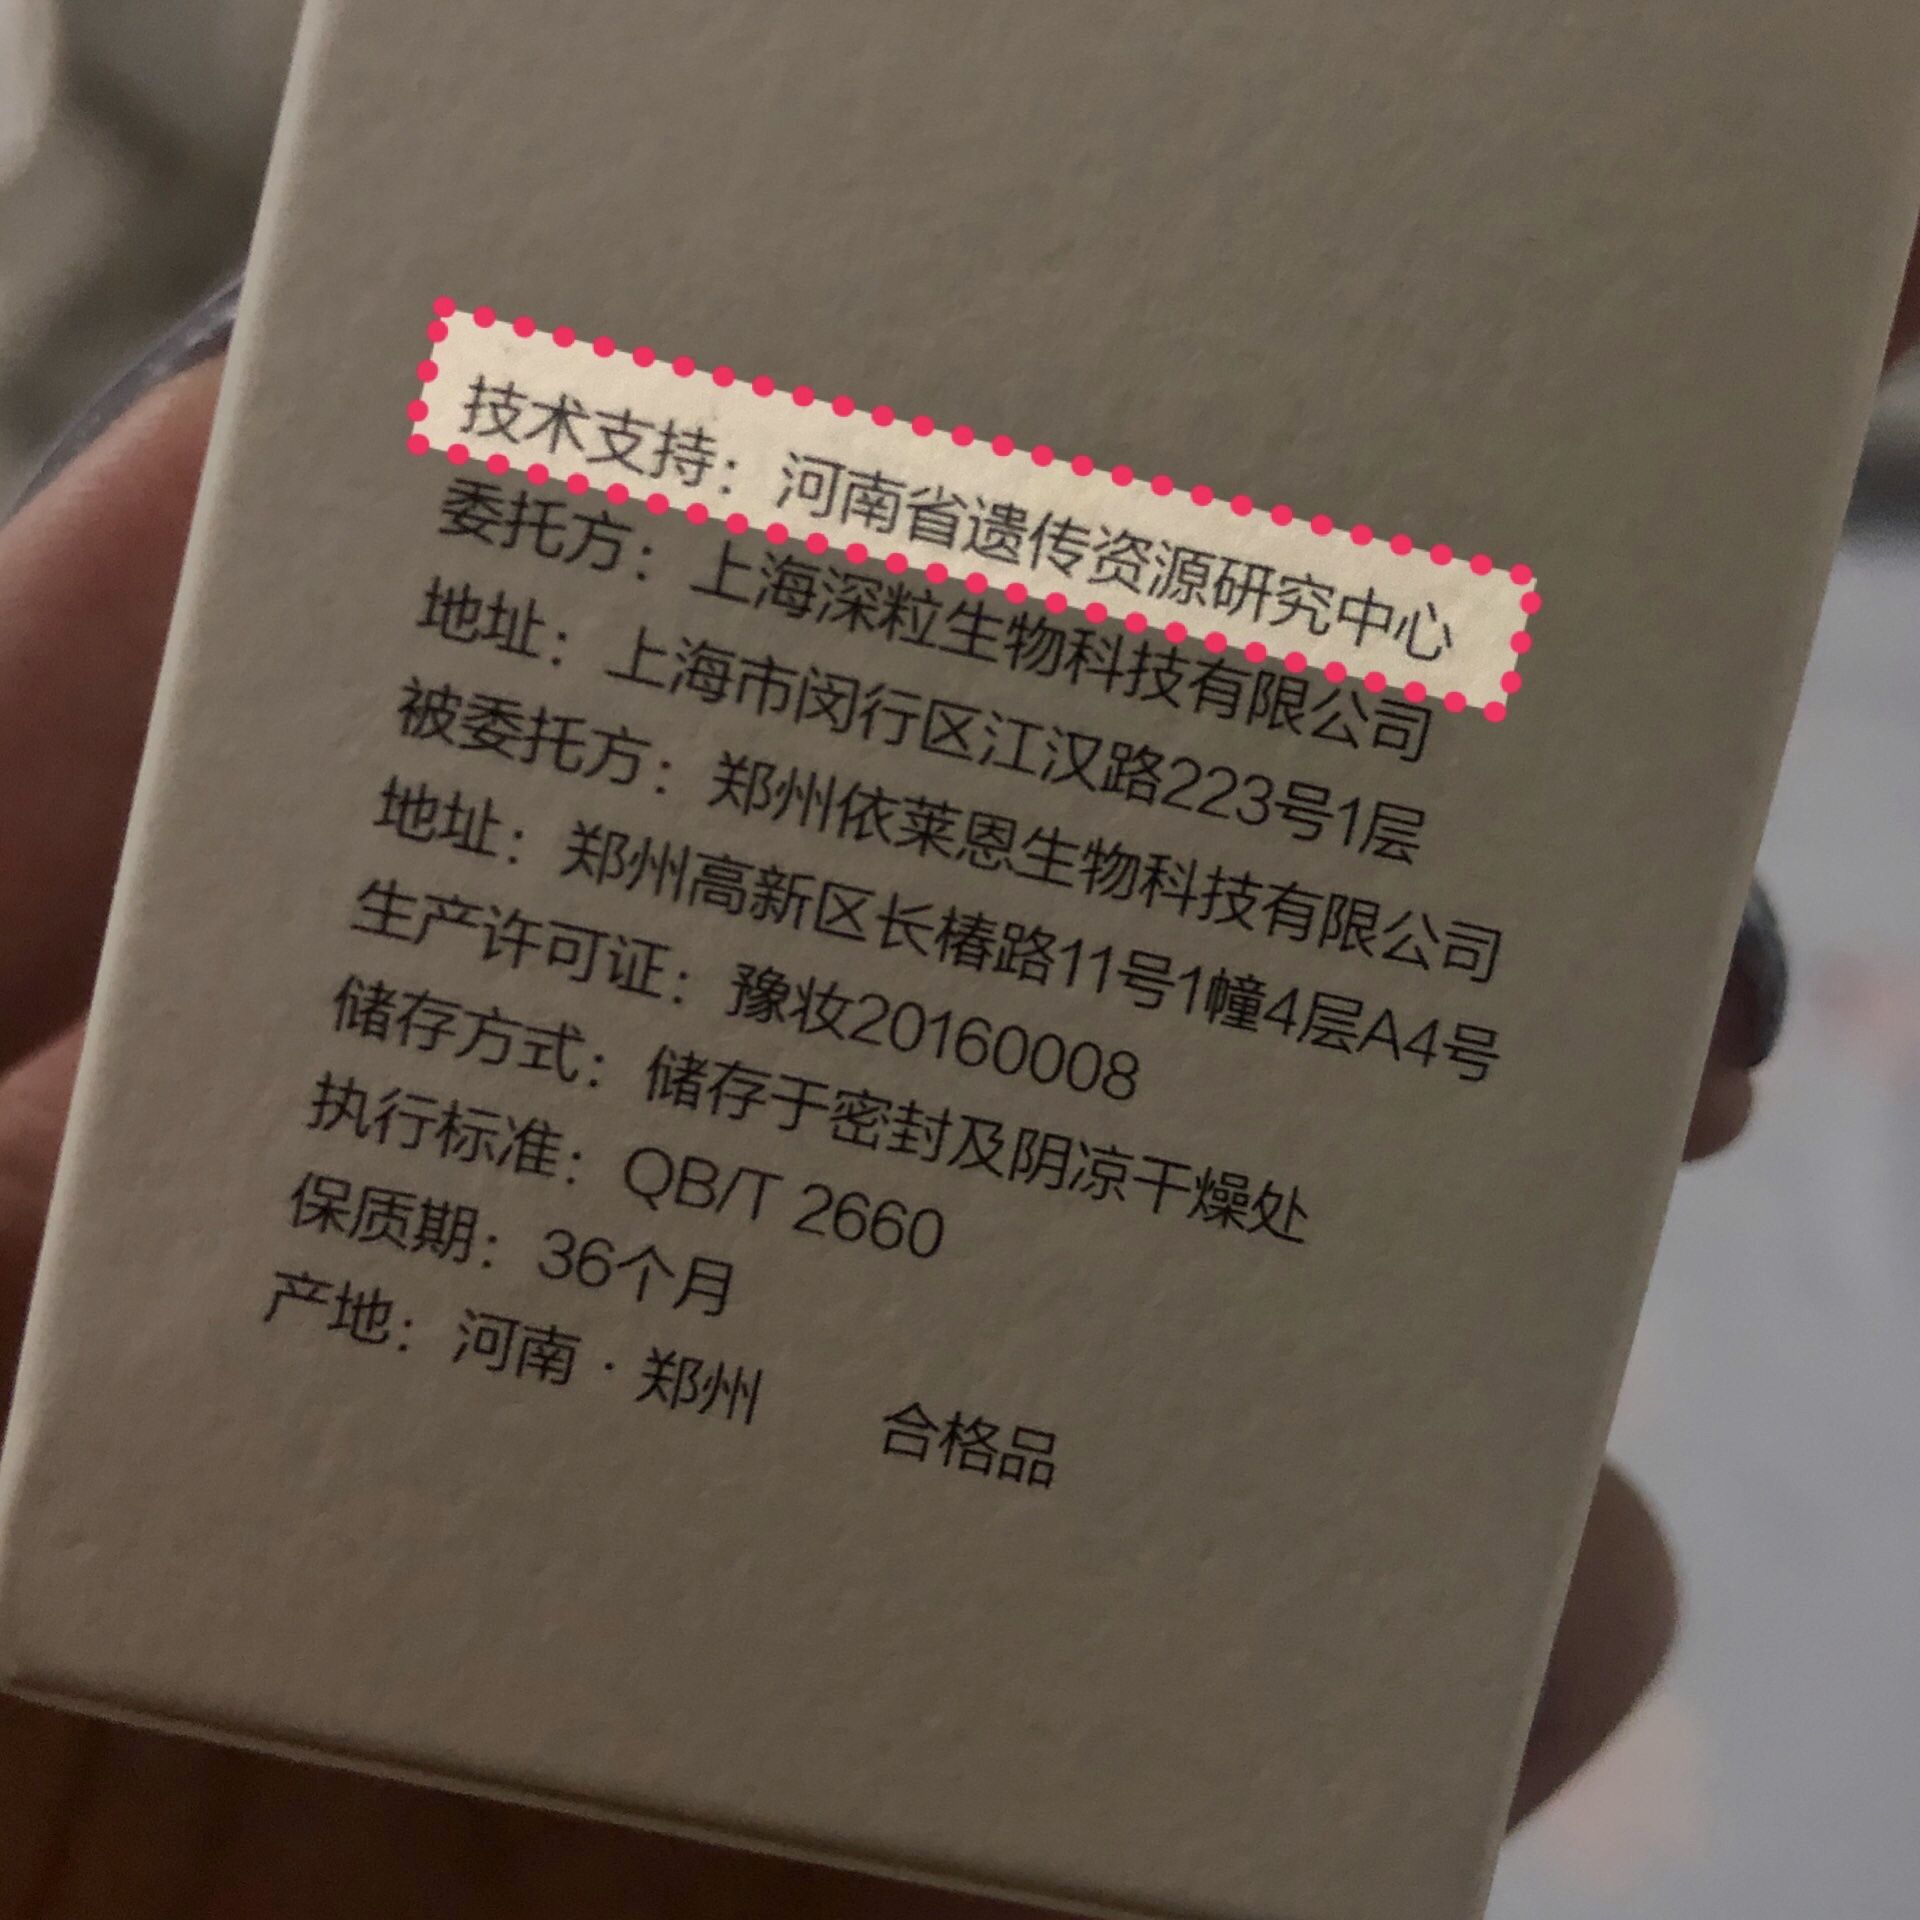 技术支持：河南省遗传资源研究中心
委托方：上海深粒生物科技有限公司
地址：上海市闵行区江汉路223号1层
被委托方：郑州依莱恩生物科技有限公司
地址：郑州高新区长椿路11号1幢4层A4号
生产许可证：豫妆20160008
储存方式：储存于密封及阴凉干燥处
执行标准：QB/T 2660
保质期：36个月
产地：河南·郑州 合格品